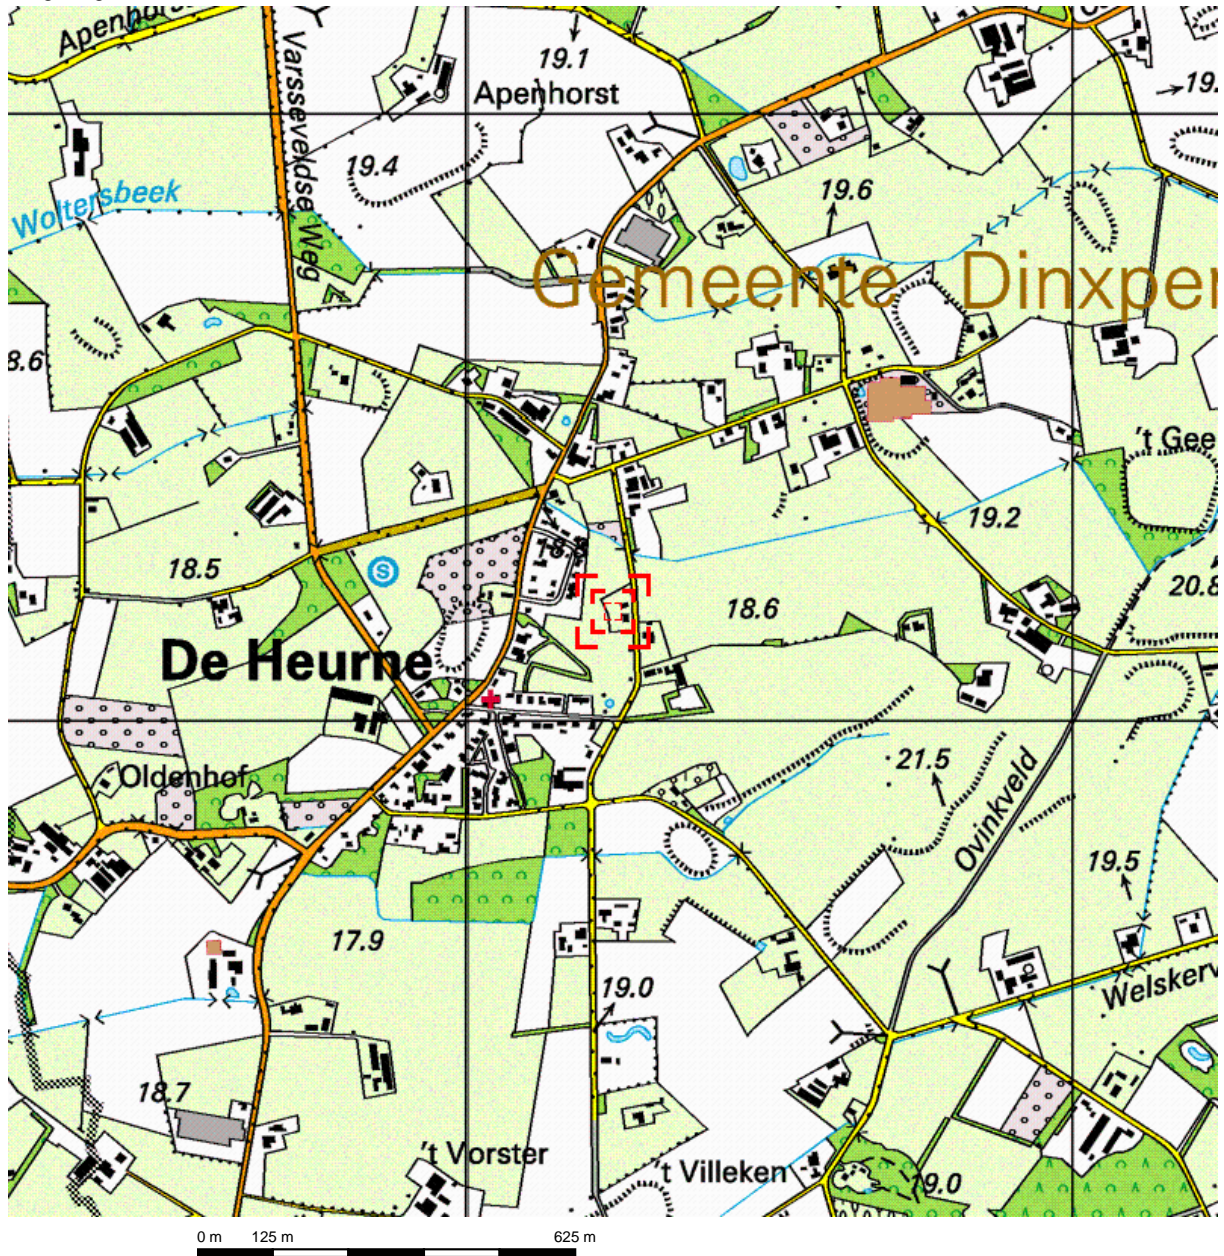 Apenhorst
19.1
Apenhorst
Varsseveldse Weg
19.4
19.6
Woltersbeek
Gemeente Dinxper
8.6
't Gee
19.2
18.5
S
18.6
20.8
De Heurne
21.5
Oldenhof
Ovinkveld
19.5
17.9
19.0
Welskerv
18.7
't Vorster
't Villeken
19.0
0 m 125 m 625 m